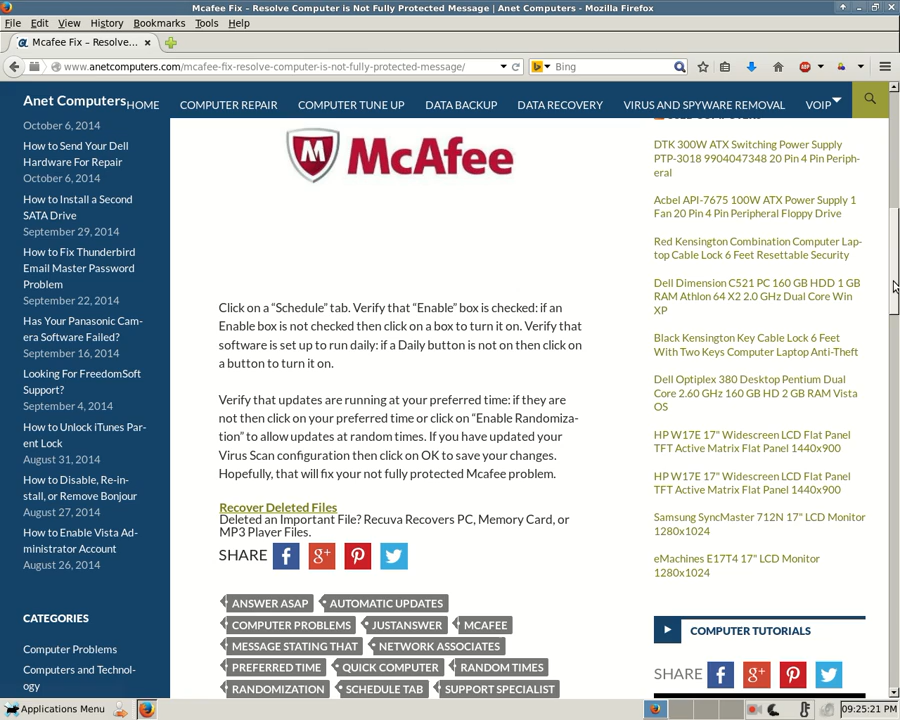 Mcafee Fix – Resolve Computer is Not Fully Protected Message | Anet Computers - Mozilla Firefox
File Edit View History Bookmarks Tools Help
Mcafee Fix – Resolve...
www.anetcomputers.com/mcafee-fix-resolve-computer-is-not-fully-protected-message/
Bing
Anet Computers
HOME COMPUTER REPAIR COMPUTER TUNE UP DATA BACKUP DATA RECOVERY VIRUS AND SPYWARE REMOVAL VOIP
October 6, 2014
How to Send Your Dell
Hardware For Repair
October 6, 2014
How to Install a Second
SATA Drive
September 29, 2014
How to Fix Thunderbird
Email Master Password
Problem
September 22, 2014
Has Your Panasonic Cam-
era Software Failed?
September 16, 2014
Looking For FreedomSoft
Support?
September 4, 2014
How to Unlock iTunes Par-
ent Lock
August 31, 2014
How to Disable, Re-in-
stall, or Remove Bonjour
August 27, 2014
How to Enable Vista Ad-
ministrator Account
August 26, 2014
CATEGORIES
Computer Problems
Computers and Technol-
ogy
McAfee
Click on a “Schedule” tab. Verify that “Enable” box is checked: if an
Enable box is not checked then click on a box to turn it on. Verify that
software is set up to run daily: if a Daily button is not on then click on
a button to turn it on.
Verify that updates are running at your preferred time: if they are
not then click on your preferred time or click on “Enable Randomiza-
tion” to allow updates at random times. If you have updated your
Virus Scan configuration then click on OK to save your changes.
Hopefully, that will fix your not fully protected Mcafee problem.
Recover Deleted Files
Deleted an Important File? Recuva Recovers PC, Memory Card, or
MP3 Player Files.
SHARE
ANSWER ASAP AUTOMATIC UPDATES
COMPUTER PROBLEMS JUSTANSWER MCAFEE
MESSAGE STATING THAT NETWORK ASSOCIATES
PREFERRED TIME QUICK COMPUTER RANDOM TIMES
RANDOMIZATION SCHEDULE TAB SUPPORT SPECIALIST
DTK 300W ATX Switching Power Supply
PTP-3018 9904047348 20 Pin 4 Pin Periph-
eral
Acbel API-7675 100W ATX Power Supply 1
Fan 20 Pin 4 Pin Peripheral Floppy Drive
Red Kensington Combination Computer Lap-
top Cable Lock 6 Feet Resettable Security
Dell Dimension C521 PC 160 GB HDD 1 GB
RAM Athlon 64 X2 2.0 GHz Dual Core Win
XP
Black Kensington Key Cable Lock 6 Feet
With Two Keys Computer Laptop Anti-Theft
Dell Optiplex 380 Desktop Pentium Dual
Core 2.60 GHz 160 GB HD 2 GB RAM Vista
OS
HP W17E 17" Widescreen LCD Flat Panel
TFT Active Matrix Flat Panel 1440x900
HP W17E 17" Widescreen LCD Flat Panel
TFT Active Matrix Flat Panel 1440x900
Samsung SyncMaster 712N 17" LCD Monitor
1280x1024
eMachines E17T4 17" LCD Monitor
1280x1024
COMPUTER TUTORIALS
SHARE
Applications Menu
09:25:21 PM